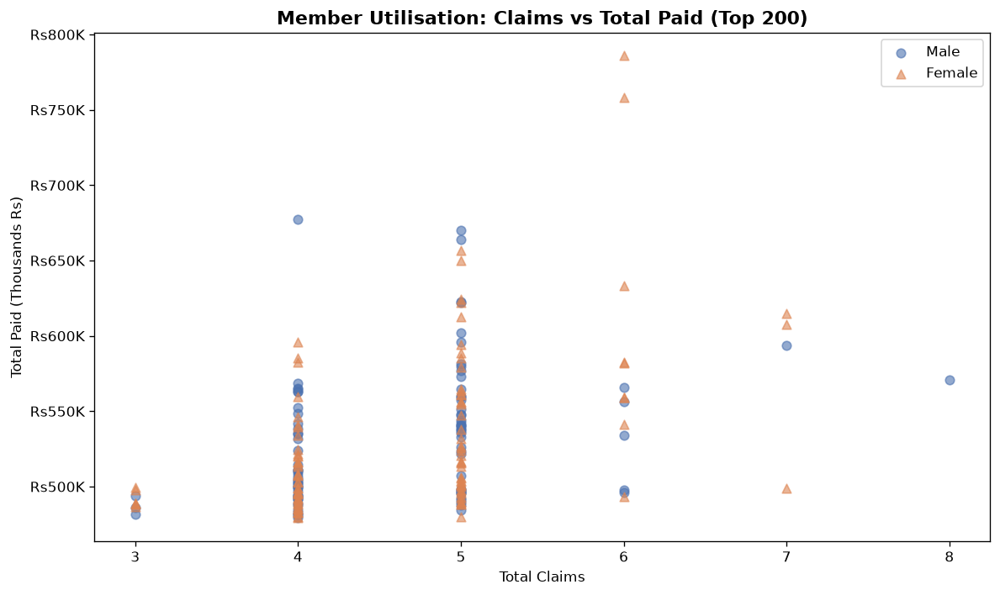 Member Utilisation: Claims vs Total Paid (Top 200)
Rs800K
Rs750K
Rs700K
Rs650K
Rs600K
Rs550K
Rs500K
Total Paid (Thousands Rs)
Male
Female
3 4 5 6 7 8
Total Claims